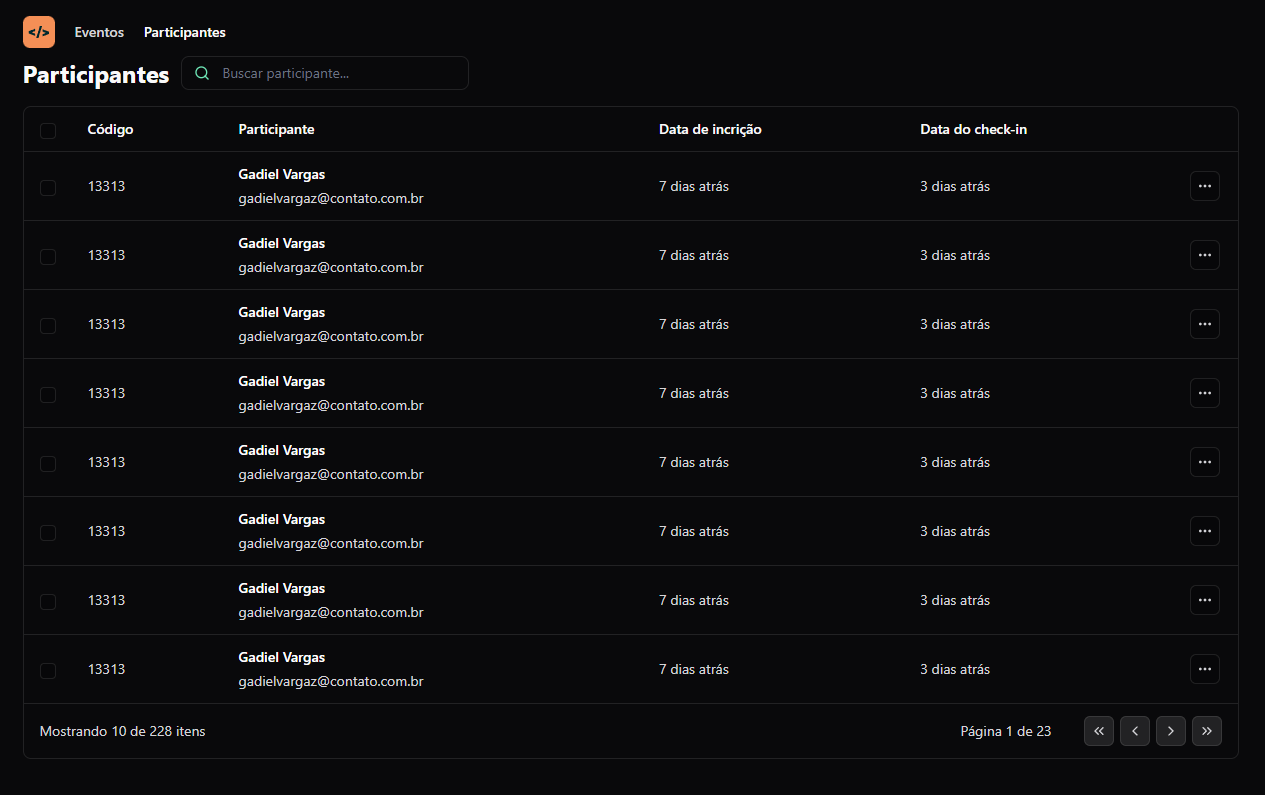 </> Eventos Participantes
Participantes Buscar participante...
Código Participante Data de incrição Data do check-in
Gadiel Vargas
13313 7 dias atrás 3 dias atrás
gadielvargaz@contato.com.br
Gadiel Vargas
13313 7 dias atrás 3 dias atrás
gadielvargaz@contato.com.br
Gadiel Vargas
13313 7 dias atrás 3 dias atrás
gadielvargaz@contato.com.br
Gadiel Vargas
13313 7 dias atrás 3 dias atrás
gadielvargaz@contato.com.br
Gadiel Vargas
13313 7 dias atrás 3 dias atrás
gadielvargaz@contato.com.br
Gadiel Vargas
13313 7 dias atrás 3 dias atrás
gadielvargaz@contato.com.br
Gadiel Vargas
13313 7 dias atrás 3 dias atrás
gadielvargaz@contato.com.br
Gadiel Vargas
13313 7 dias atrás 3 dias atrás
gadielvargaz@contato.com.br
Mostrando 10 de 228 itens Página 1 de 23